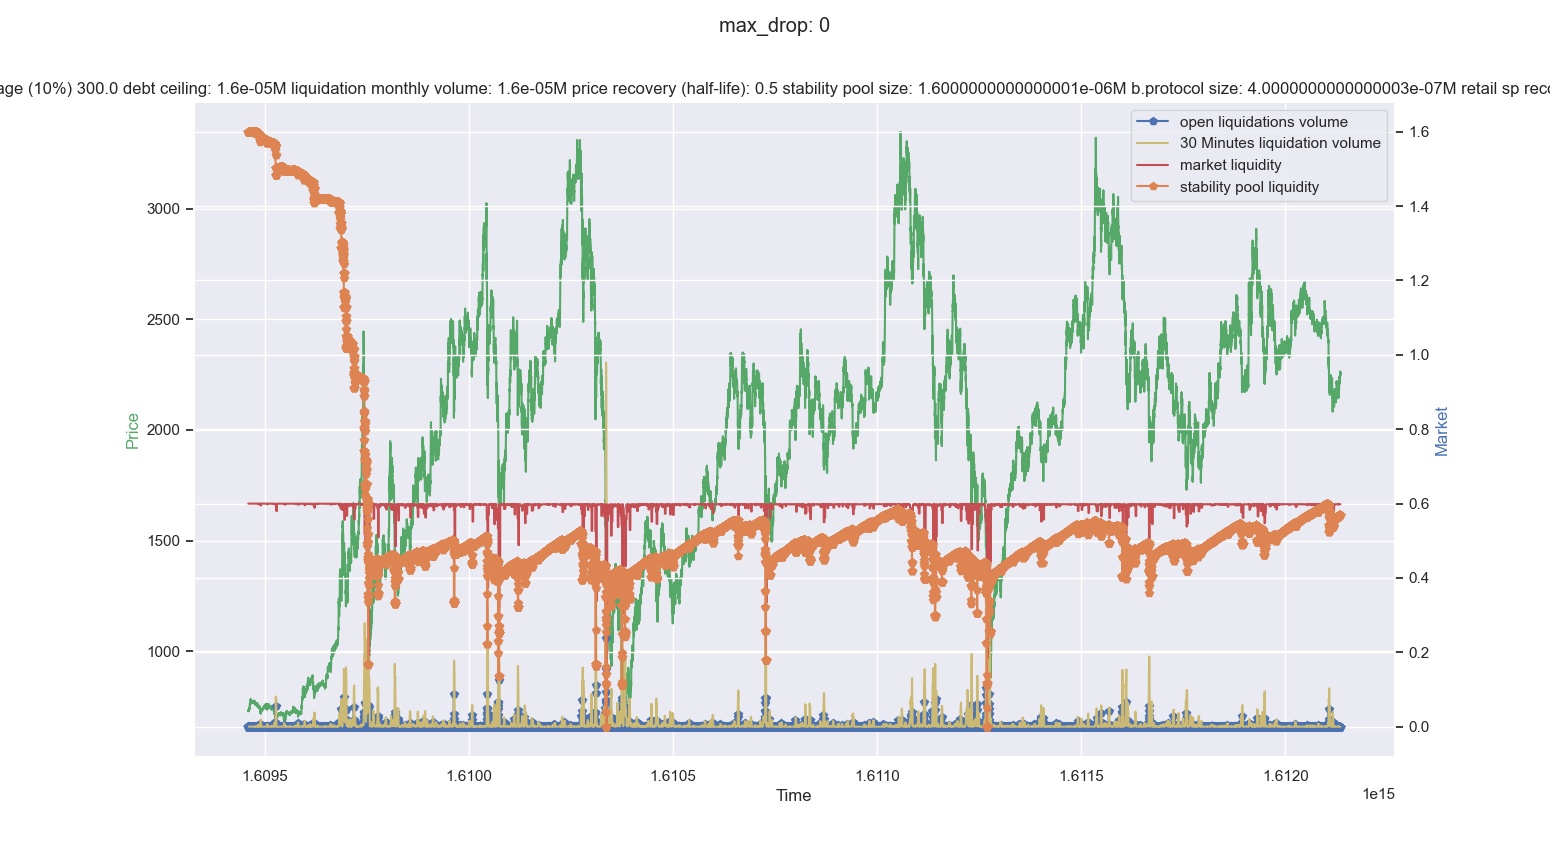 max_drop: 0
age (10%) 300.0 debt ceiling: 1.6e-05M liquidation monthly volume: 1.6e-05M price recovery (half-life): 0.5 stability pool size: 1.6000000000000001e-06M b.protocol size: 4.0000000000000003e-07M retail sp reco
open liquidations volume
30 Minutes liquidation volume
market liquidity
stability pool liquidity
3000
2500
2000
1500
1000
Price
1.6
1.4
1.2
1.0
0.8
0.6
0.4
0.2
0.0
Market
1.6095
1.6100
1.6105
1.6110
1.6115
1.6120
Time
1e15